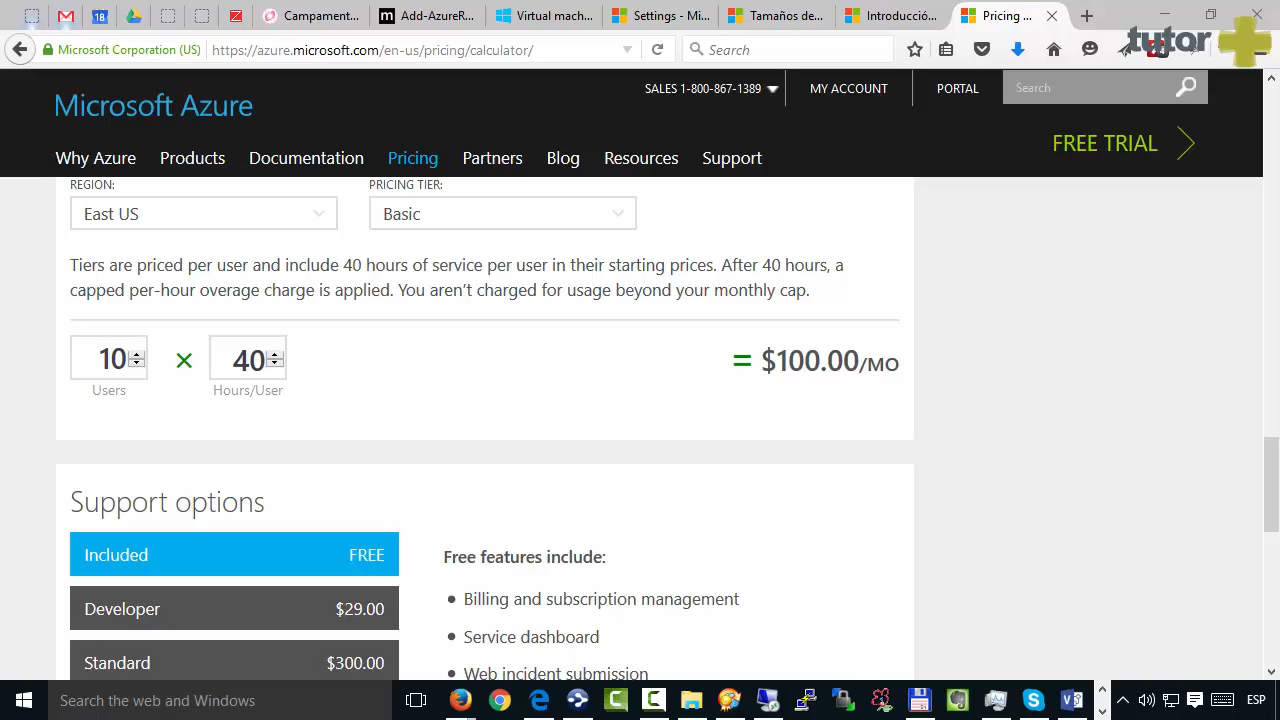 18
Campament...
Add-AzureR...
Virtual mach...
Settings - Mi...
Tamaños de ...
Introducció...
Pricing ...
tutor
Microsoft Corporation (US)
https://azure.microsoft.com/en-us/pricing/calculator/
Search
SALES 1-800-867-1389
MY ACCOUNT
PORTAL
Search
Microsoft Azure
FREE TRIAL
Why Azure
Products
Documentation
Pricing
Partners
Blog
Resources
Support
REGION:
PRICING TIER:
East US
Basic
Tiers are priced per user and include 40 hours of service per user in their starting prices. After 40 hours, a
capped per-hour overage charge is applied. You aren’t charged for usage beyond your monthly cap.
10 × 40 = $100.00/MO
Users
Hours/User
Support options
Included FREE
Developer $29.00
Standard $300.00
Free features include:
• Billing and subscription management
• Service dashboard
• Web incident submission
Search the web and Windows
ESP